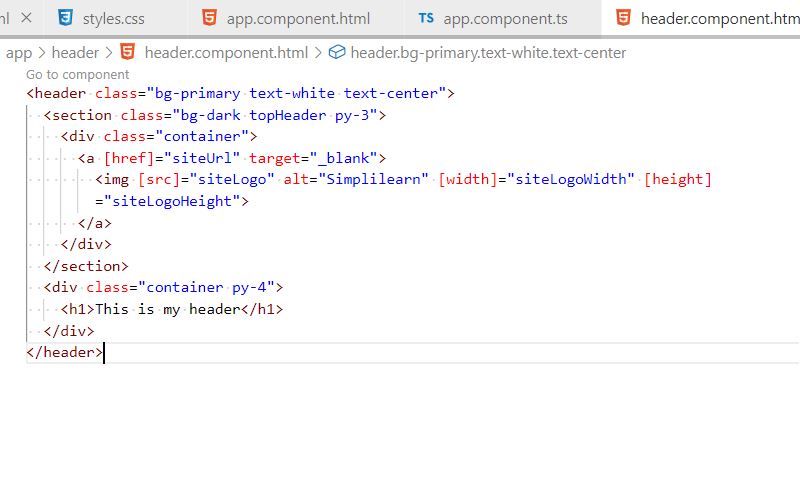 ml × styles.css app.component.html TS app.component.ts header.component.htm
app > header > header.component.html > header.bg-primary.text-white.text-center
Go to component
<header class="bg-primary text-white text-center">
<section class="bg-dark topHeader py-3">
<div class="container">
<a [href]="siteUrl" target="_blank">
<img [src]="siteLogo" alt="Simplilearn" [width]="siteLogoWidth" [height]
="siteLogoHeight">
</a>
</div>
</section>
<div class="container py-4">
<h1>This is my header</h1>
</div>
</header>